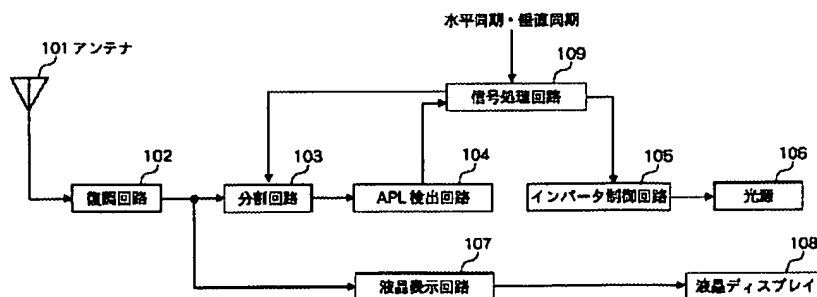 水平同期・垂直同期
101 アンテナ
109
信号処理回路
102
復調回路
103
分割回路
104
APL 検出回路
105
インバータ制御回路
106
光源
107
液晶表示回路
108
液晶ディスプレイ